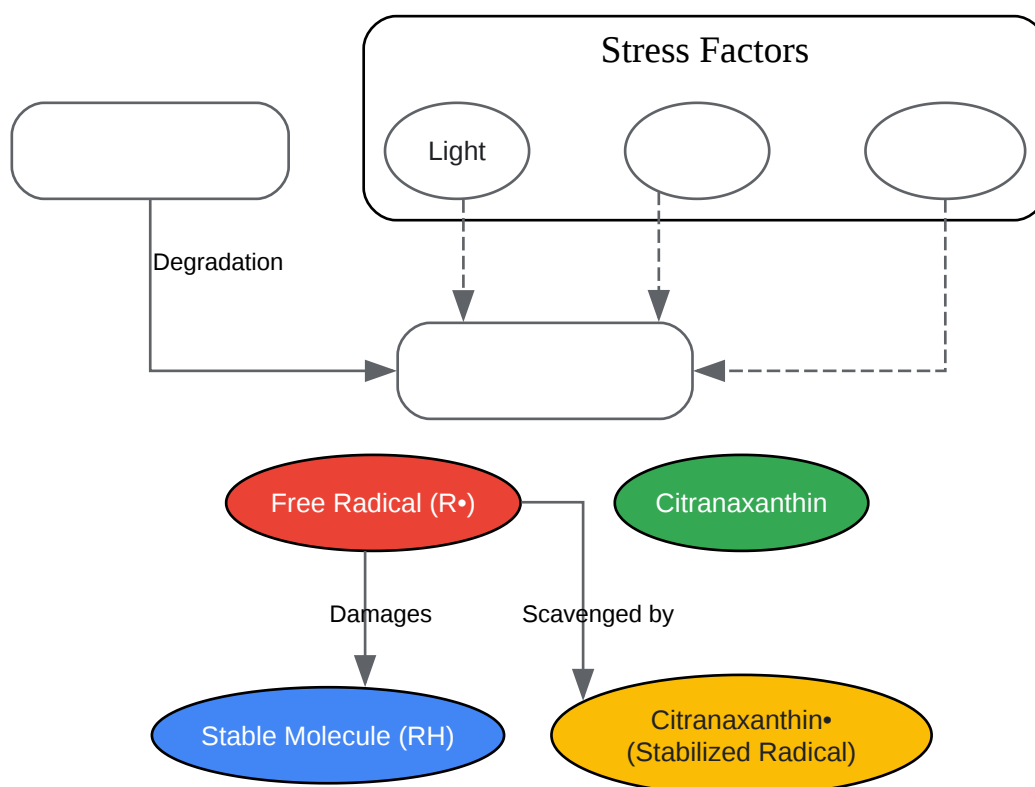 Stress Factors
Light
Degradation
Free Radical (R•)
Citranaxanthin
Damages
Scavenged by
Stable Molecule (RH)
Citranaxanthin•
(Stabilized Radical)